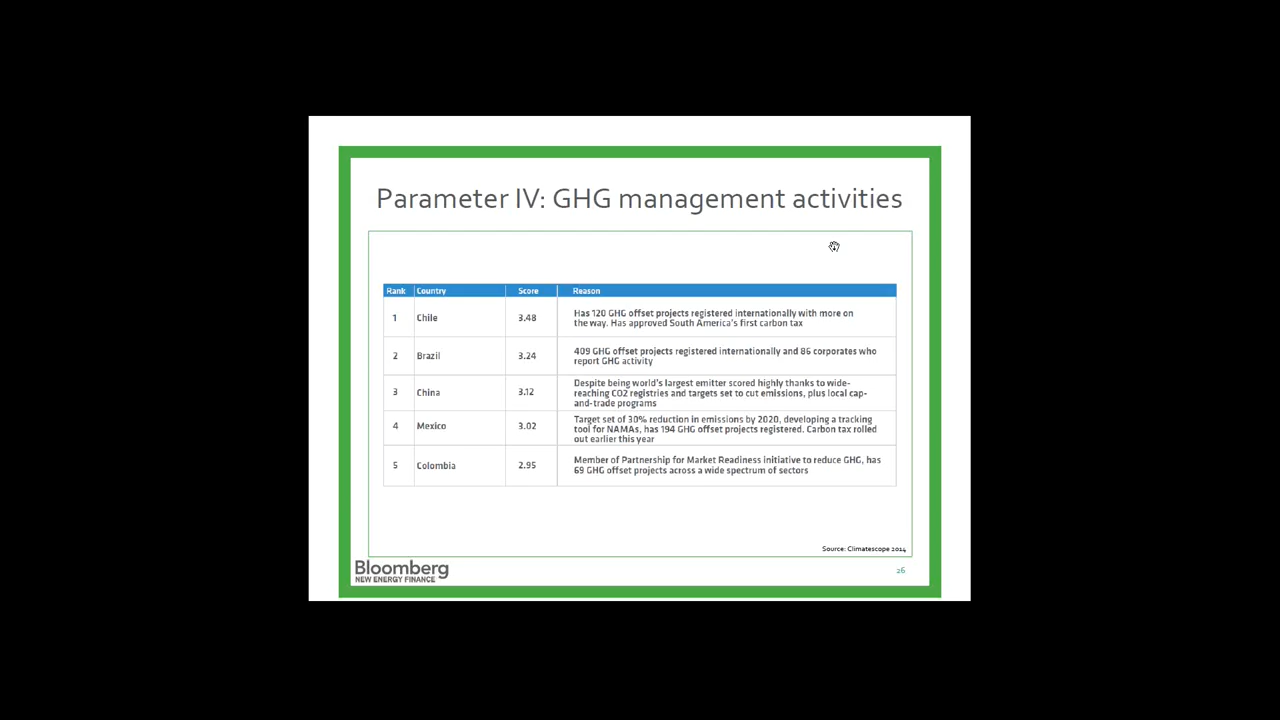 Parameter IV: GHG management activities
Rank Country Score Reason
1 Chile 3.48 Has 120 GHG offset projects registered internationally with more on
the way. Has approved South America's first carbon tax
2 Brazil 3.24 409 GHG offset projects registered internationally and 86 corporates who
report GHG activity
3 China 3.12 Despite being world's largest emitter scored highly thanks to wide-
reaching CO2 registries and targets set to cut emissions, plus local cap-
and-trade programs
4 Mexico 3.02 Target set of 30% reduction in emissions by 2020, developing a tracking
tool for NAMAs, has 194 GHG offset projects registered. Carbon tax rolled
out earlier this year
5 Colombia 2.95 Member of Partnership for Market Readiness initiative to reduce GHG, has
69 GHG offset projects across a wide spectrum of sectors
Source: Climatescope 2014
Bloomberg
NEW ENERGY FINANCE
26